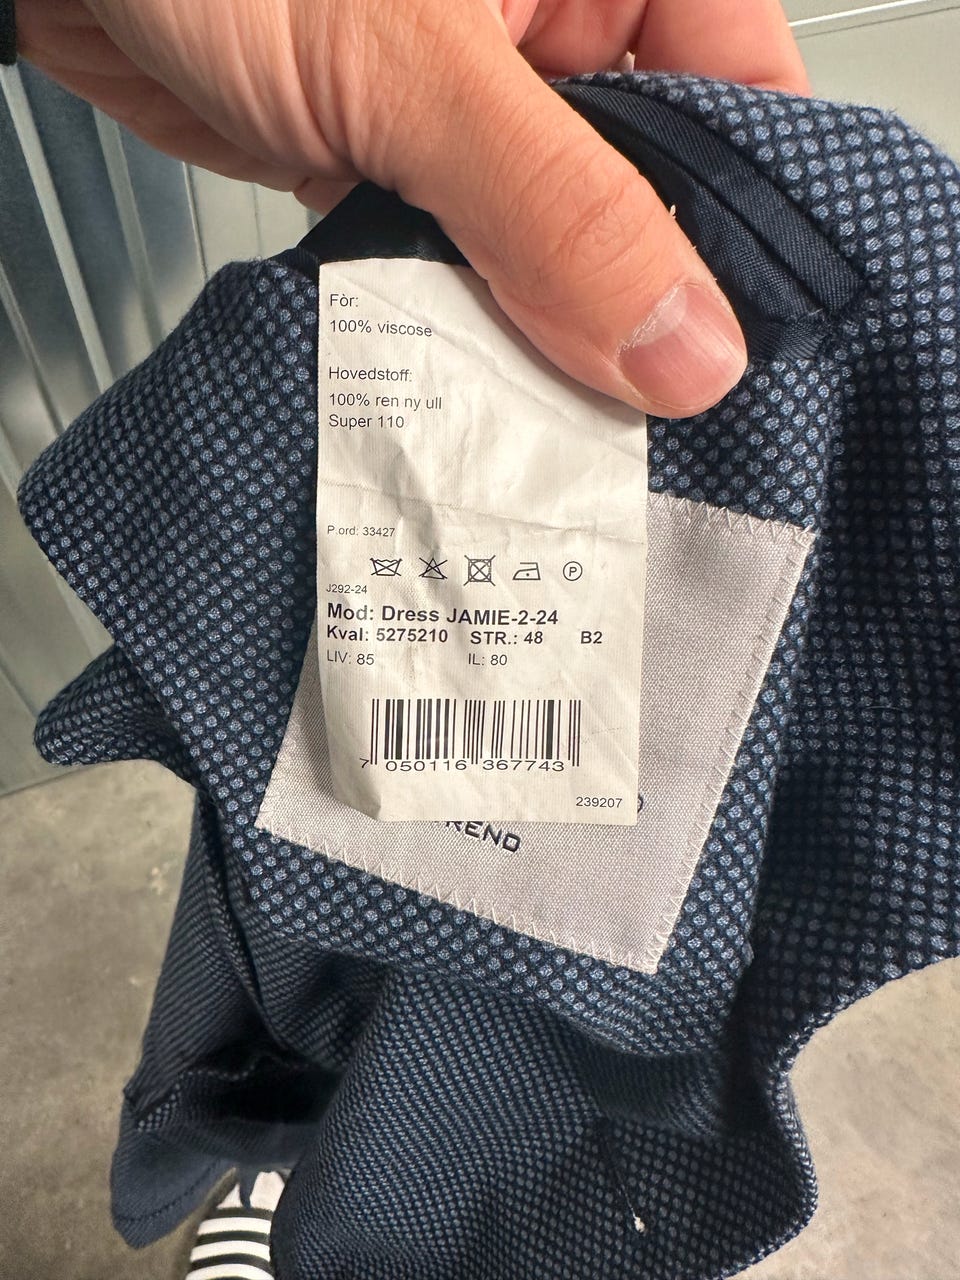 Fòr:
100% viscose
Hovedstoff:
100% ren ny ull
Super 110
P.ord: 33427
P
J292-24
Mod: Dress JAMIE-2-24
Kval: 5275210 STR.: 48 B2
LIV: 85 IL: 80
7 050116 367743
239207